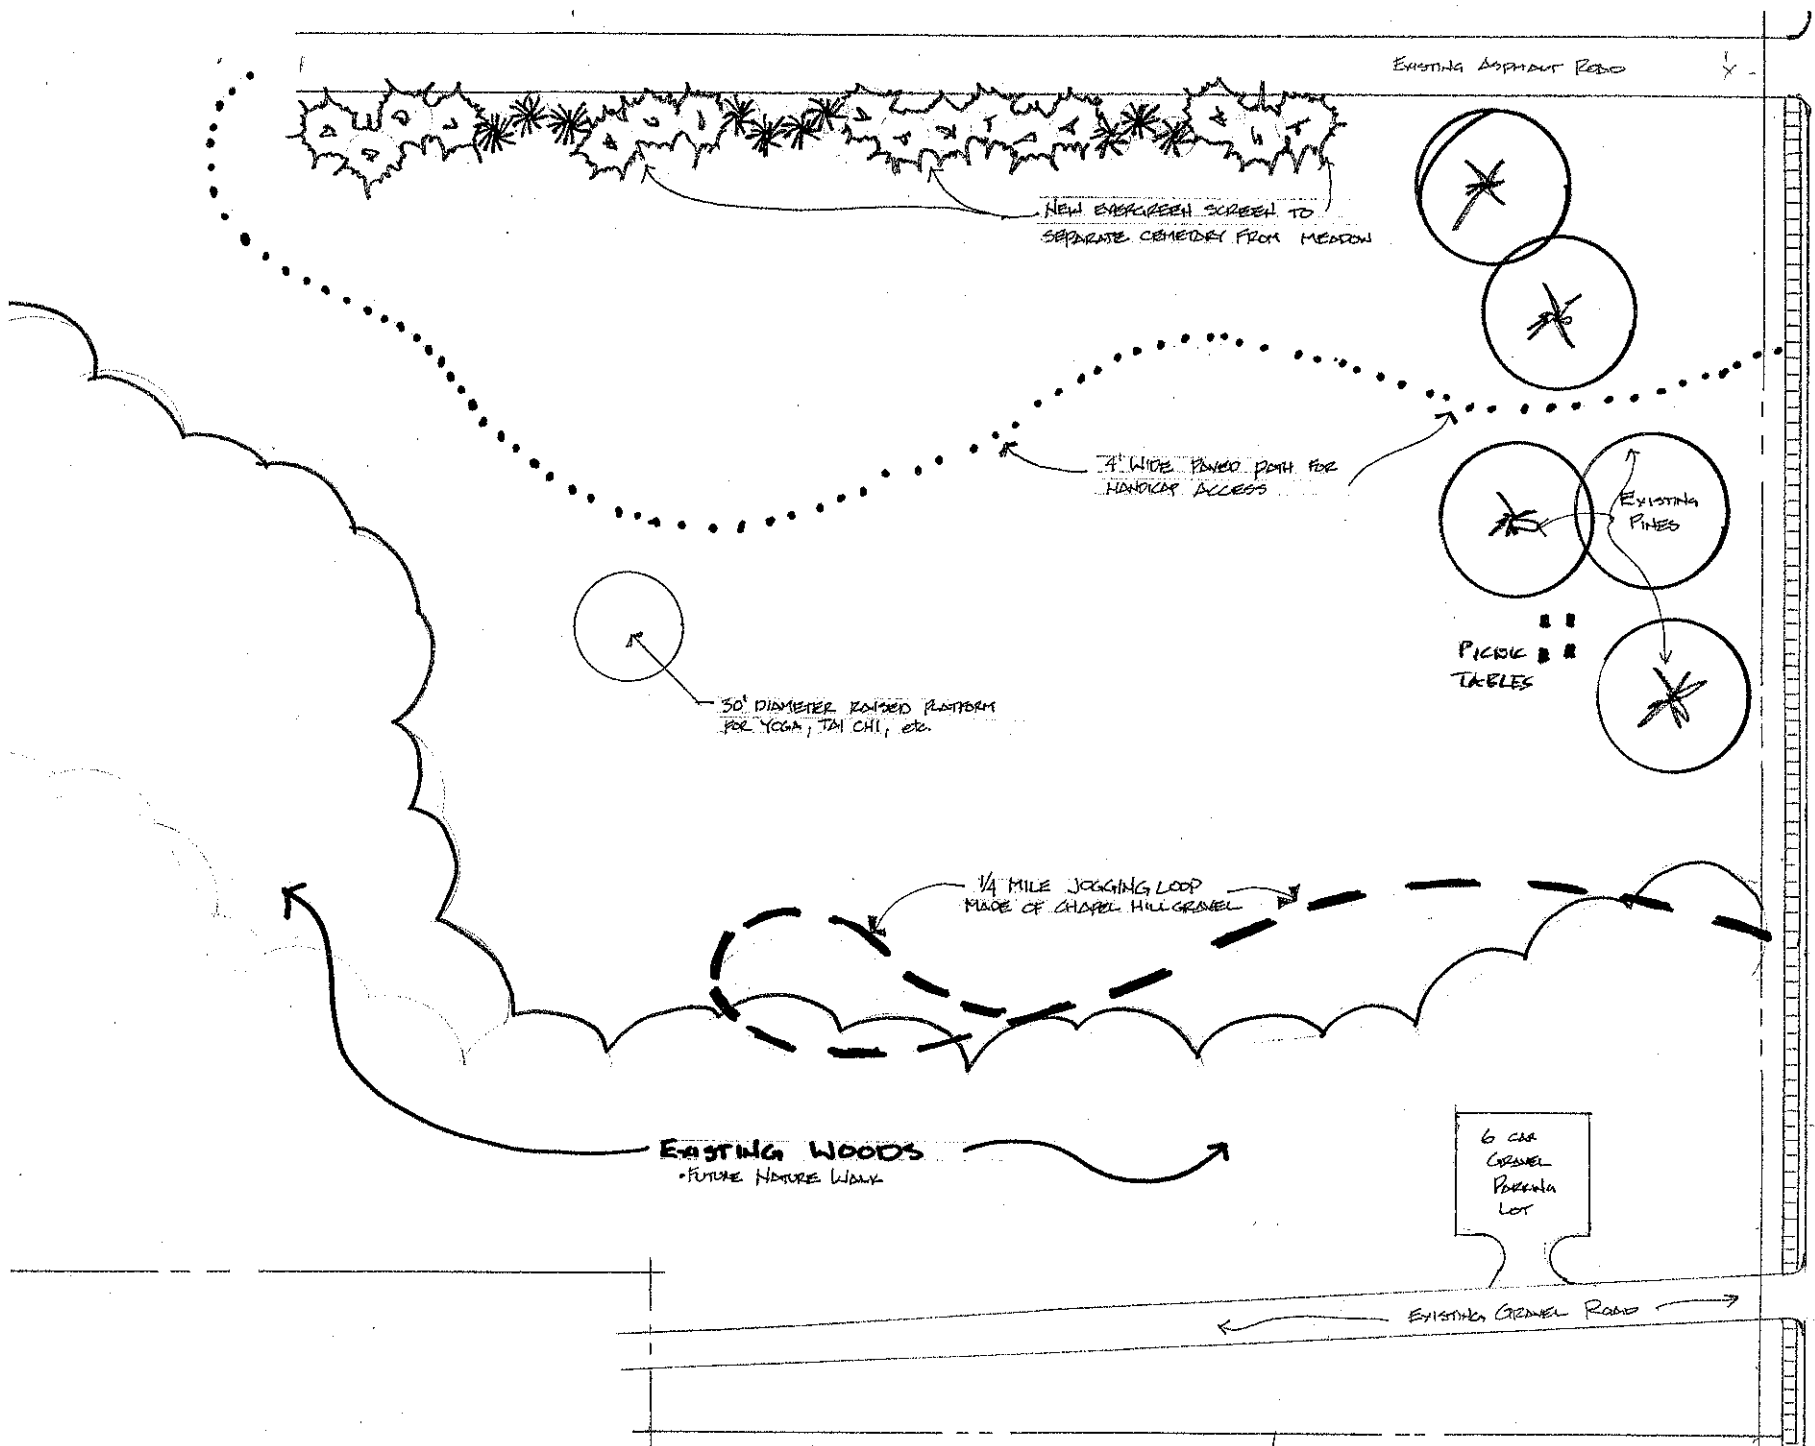 EXISTING ASPHALT ROAD
NEW EVERGREEN SCREEN TO
SEPARATE CEMETARY FROM MEADOW
4' WIDE PAVED PATH FOR
HANDICAP ACCESS
EXISTING
PINES
PICNIC
TABLES
30' DIAMETER RAISED PLATFORM
FOR YOGA, TAI CHI, etc.
1/4 MILE JOGGING LOOP
MADE OF CHAPEL HILL GRAVEL
EXISTING WOODS
•FUTURE NATURE WALK
6 CAR
GRAVEL
PARKING
LOT
EXISTING GRAVEL ROAD